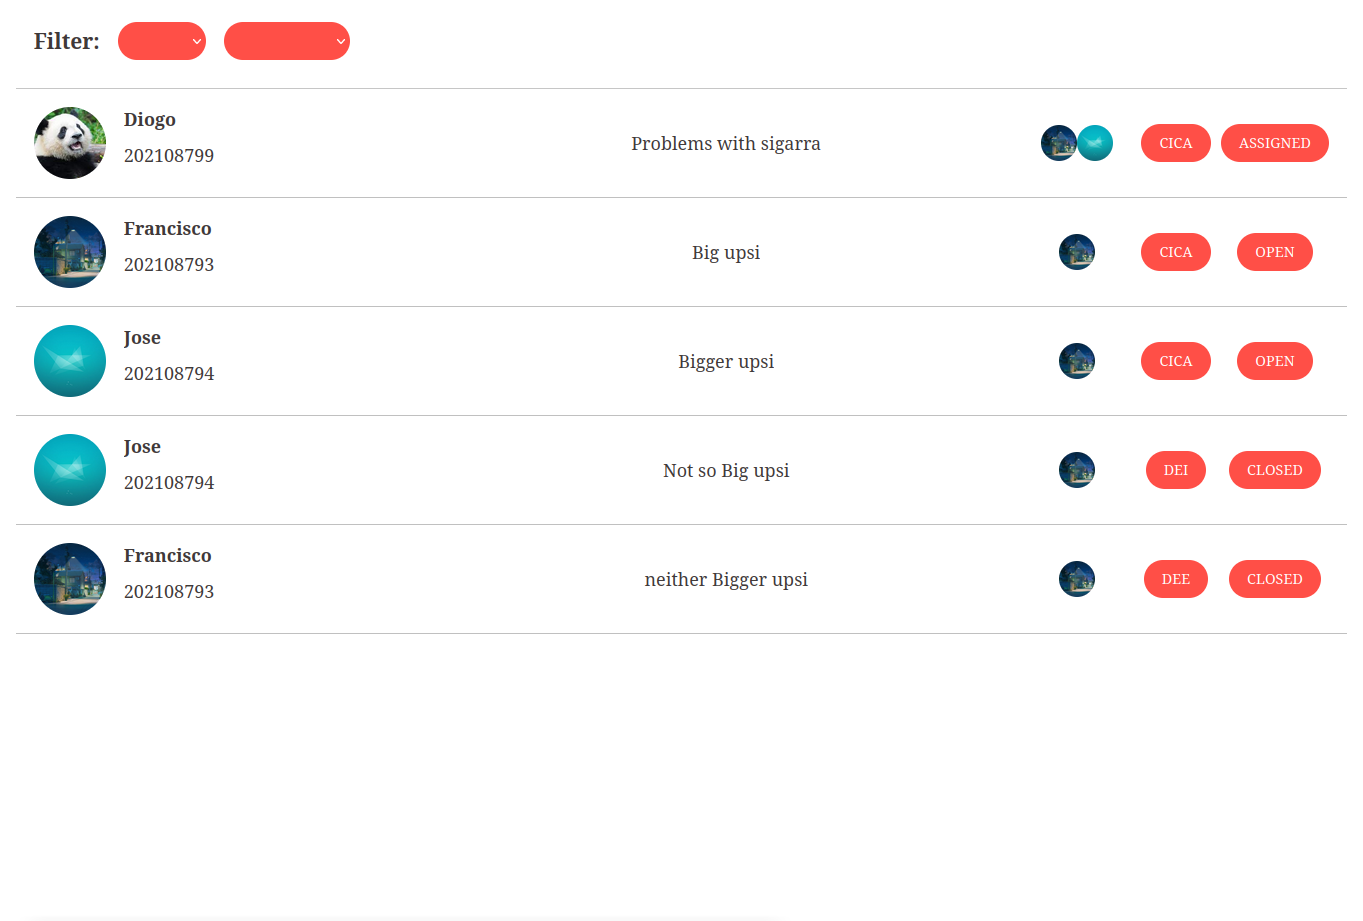 Filter:
Diogo
202108799
Problems with sigarra
CICA
ASSIGNED
Francisco
202108793
Big upsi
CICA
OPEN
Jose
202108794
Bigger upsi
CICA
OPEN
Jose
202108794
Not so Big upsi
DEI
CLOSED
Francisco
202108793
neither Bigger upsi
DEE
CLOSED